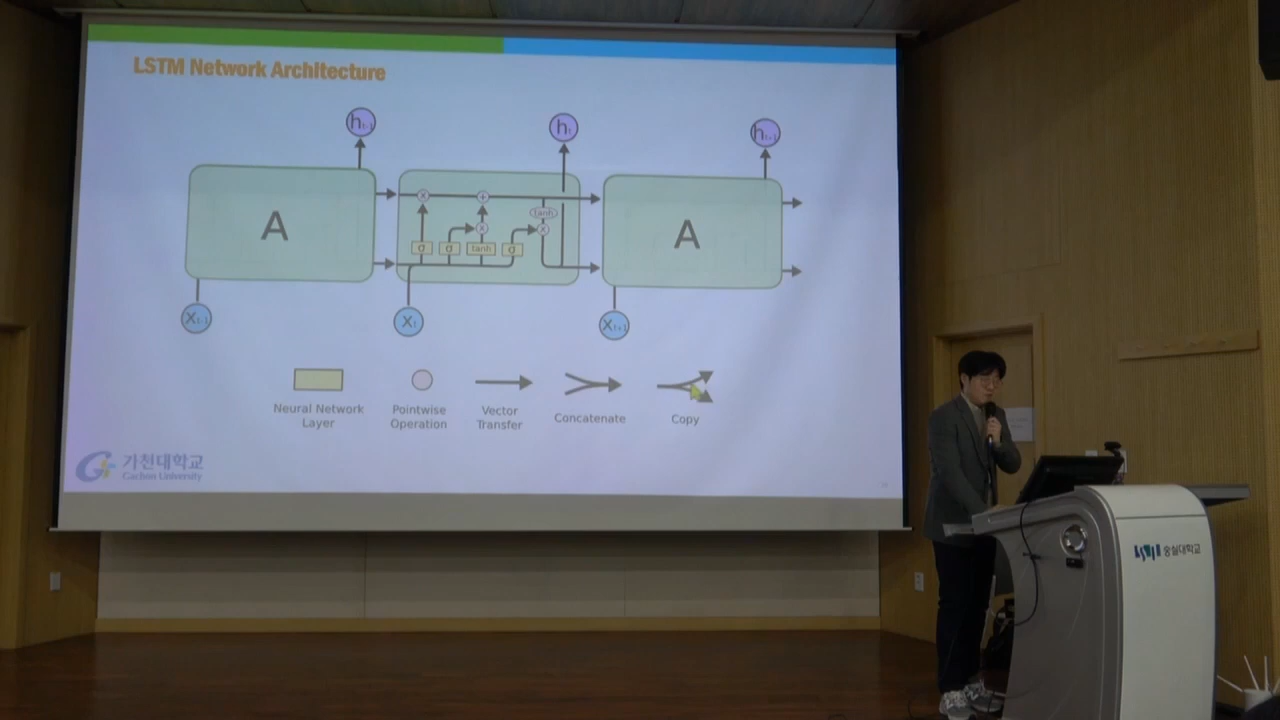 LSTM Network Architecture
ht-1
ht
ht+1
A
A
x
+
tanh
x
x
σ
σ
tanh
σ
Xt-1
Xt
Xt+1
Neural Network
Layer
Pointwise
Operation
Vector
Transfer
Concatenate
Copy
가천대학교
Gachon University
숭실대학교